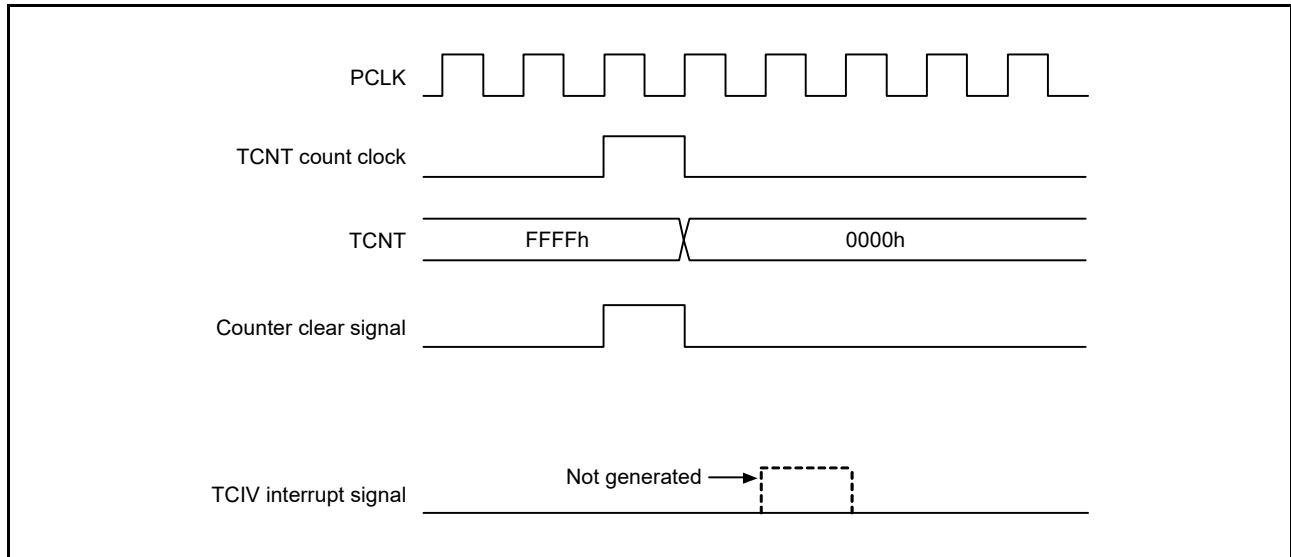 PCLK
TCNT count clock
TCNT
FFFFh
0000h
Counter clear signal
Not generated
TCIV interrupt signal